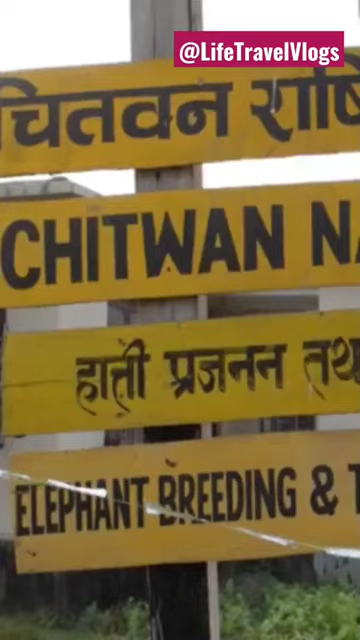 @LifeTravelVlogs
चितवन राष्
CHITWAN NA
हात्ती प्रजनन तथ
ELEPHANT BREEDING & T